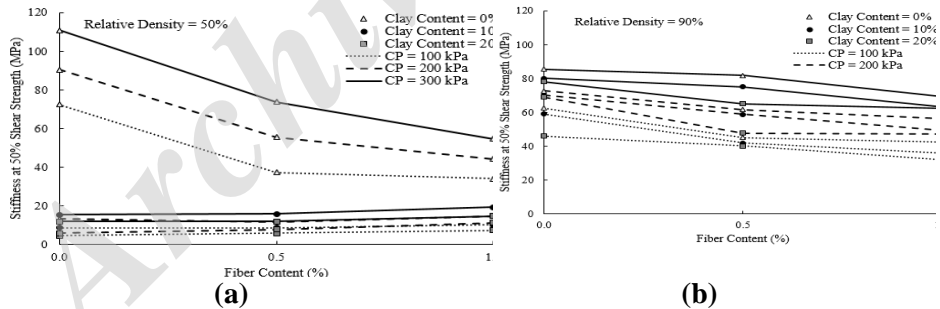 Relative Density = 50%
Clay Content = 0%
Clay Content = 10
Clay Content = 20
CP = 100 kPa
CP = 200 kPa
CP = 300 kPa
Stiffness at 50% Shear Strength (MPa)
120
100
80
60
40
20
0
0.0
0.5
1
Fiber Content (%)
(a)
Relative Density = 90%
Clay Content = 0%
Clay Content = 10%
Clay Content = 20%
CP = 100 kPa
CP = 200 kPa
Stiffness at 50% Shear Strength (MPa)
120
100
80
60
40
20
0
0.0
0.5
1
Fiber Content (%)
(b)
Archiv